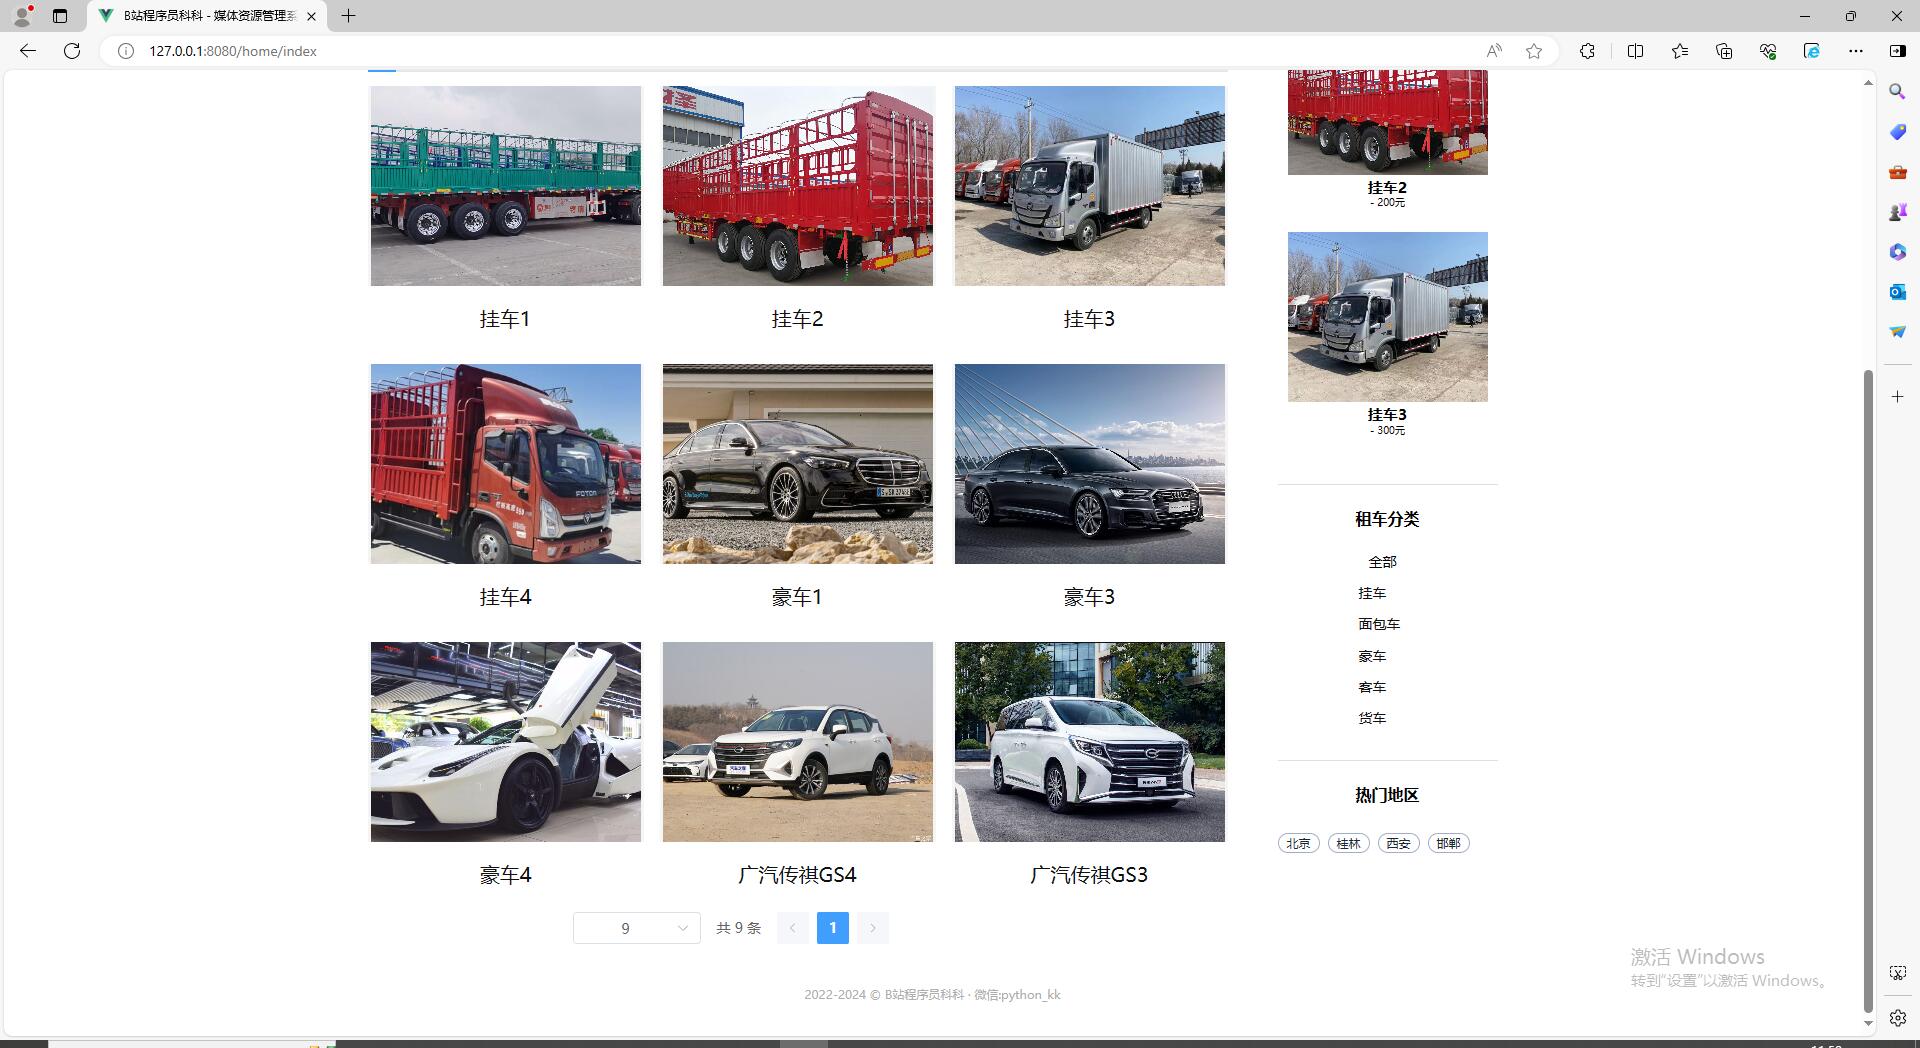 B站程序员科科 - 媒体资源管理系
127.0.0.1:8080/home/index
挂车1
挂车2
挂车3
挂车4
豪车1
豪车3
FOTON
豪车4
广汽传祺GS4
广汽传祺GS3
9
共 9 条
1
挂车2
- 200元
挂车3
- 300元
租车分类
全部
挂车
面包车
豪车
客车
货车
热门地区
北京
桂林
西安
邯郸
2022-2024 © B站程序员科科 · 微信:python_kk
激活 Windows
转到"设置"以激活 Windows。